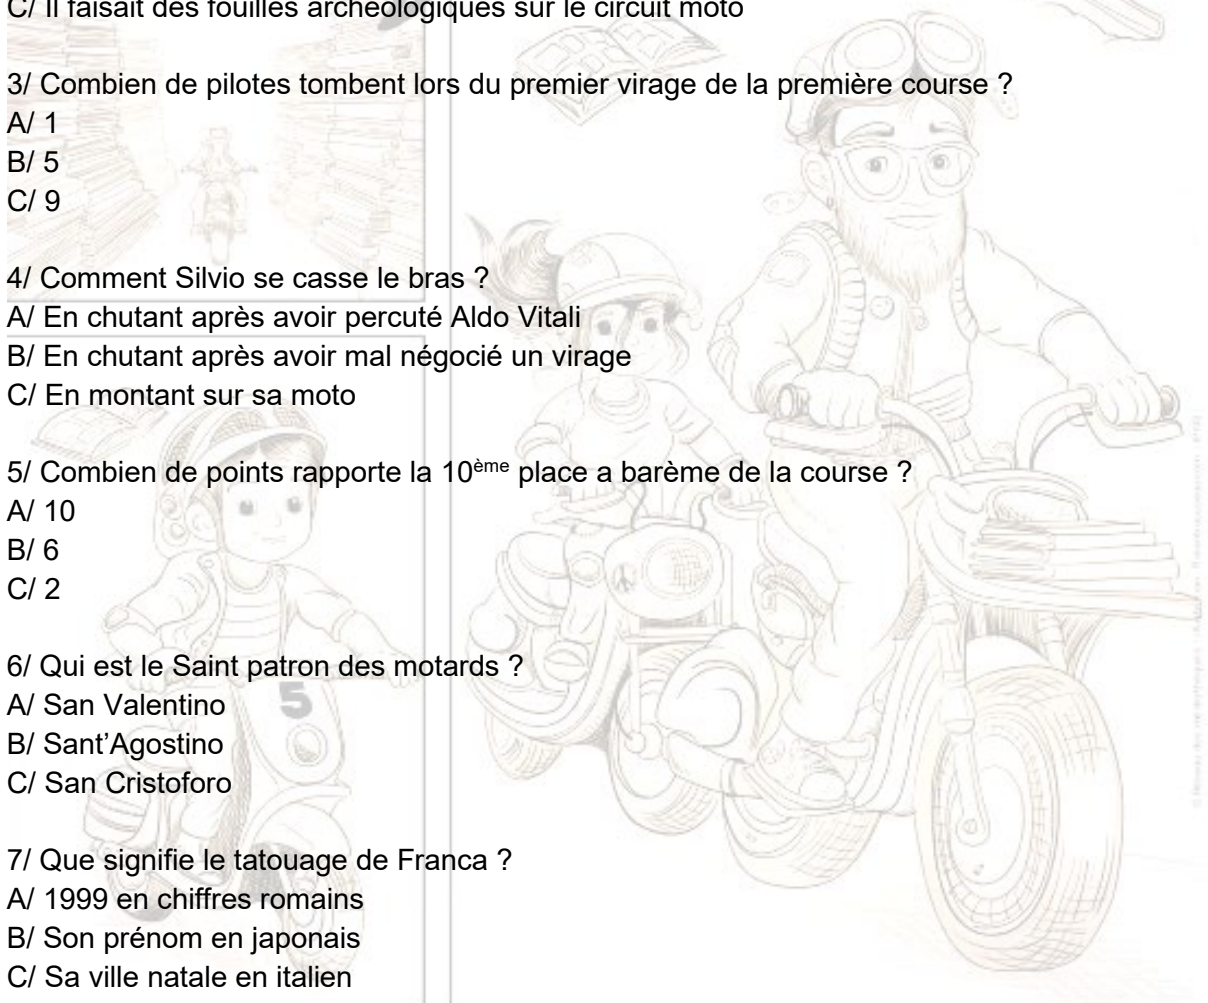 C/ Il faisait des fouilles archéologiques sur le circuit moto
3/ Combien de pilotes tombent lors du premier virage de la première course ?
A/ 1
B/ 5
C/ 9
4/ Comment Silvio se casse le bras ?
A/ En chutant après avoir percuté Aldo Vitali
B/ En chutant après avoir mal négocié un virage
C/ En montant sur sa moto
5/ Combien de points rapporte la 10ème place a barème de la course ?
A/ 10
B/ 6
C/ 2
6/ Qui est le Saint patron des motards ?
A/ San Valentino
B/ Sant'Agostino
C/ San Cristoforo
5
7/ Que signifie le tatouage de Franca ?
A/ 1999 en chiffres romains
B/ Son prénom en japonais
C/ Sa ville natale en italien